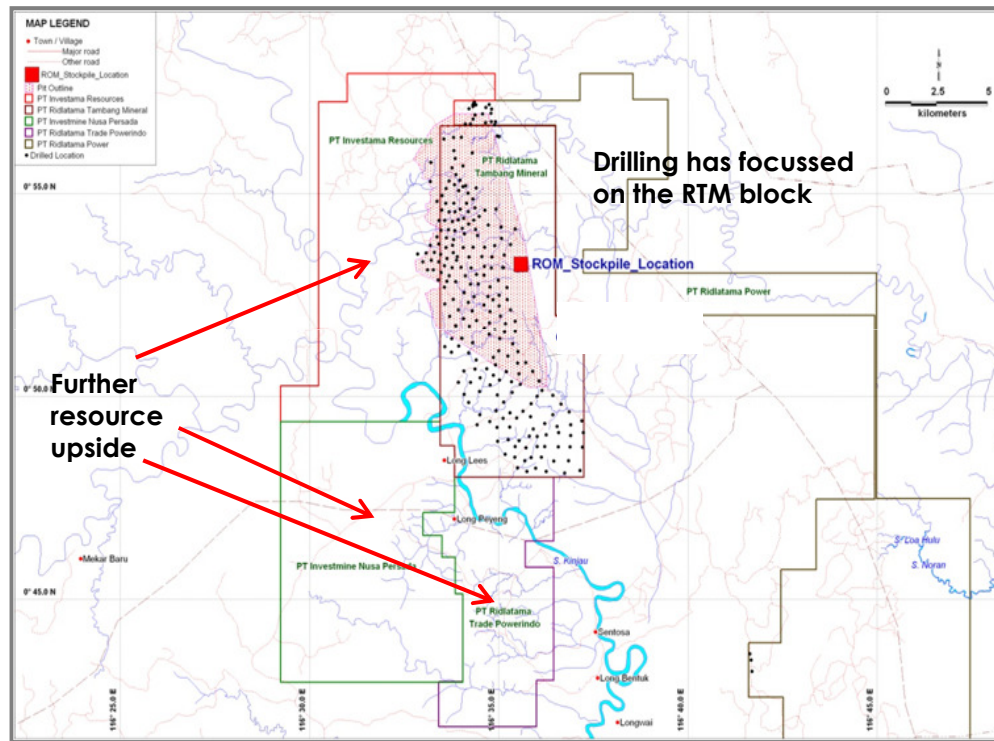 MAP LEGEND
Town / Village
Major road
Other road
ROM_Stockpile_Location
Pit Outline
PT Investama Resources
PT Ridlatama Tambang Mineral
PT Investmine Nusa Persada
PT Ridlatama Trade Powerindo
PT Ridlatama Power
Drilled Location
N
0 2.5 5
kilometers
PT Investama Resources
PT Ridlatama
Tambang Mineral
Drilling has focussed
on the RTM block
0° 55.0 N
ROM_Stockpile_Location
PT Ridlatama Power
Further
resource
upside
0° 50.0 N
Long Lees
Long Peyeng
Mekar Baru
PT Investmine Nusa Persada
S. Kinjau
S. Loa Hulu
S. Noran
0° 45.0 N
PT Ridlatama
Trade Powerindo
Sentosa
Long Bentuk
Longwai
116° 25.0 E
116° 30.0 E
116° 35.0 E
116° 40.0 E
116° 45.0 E